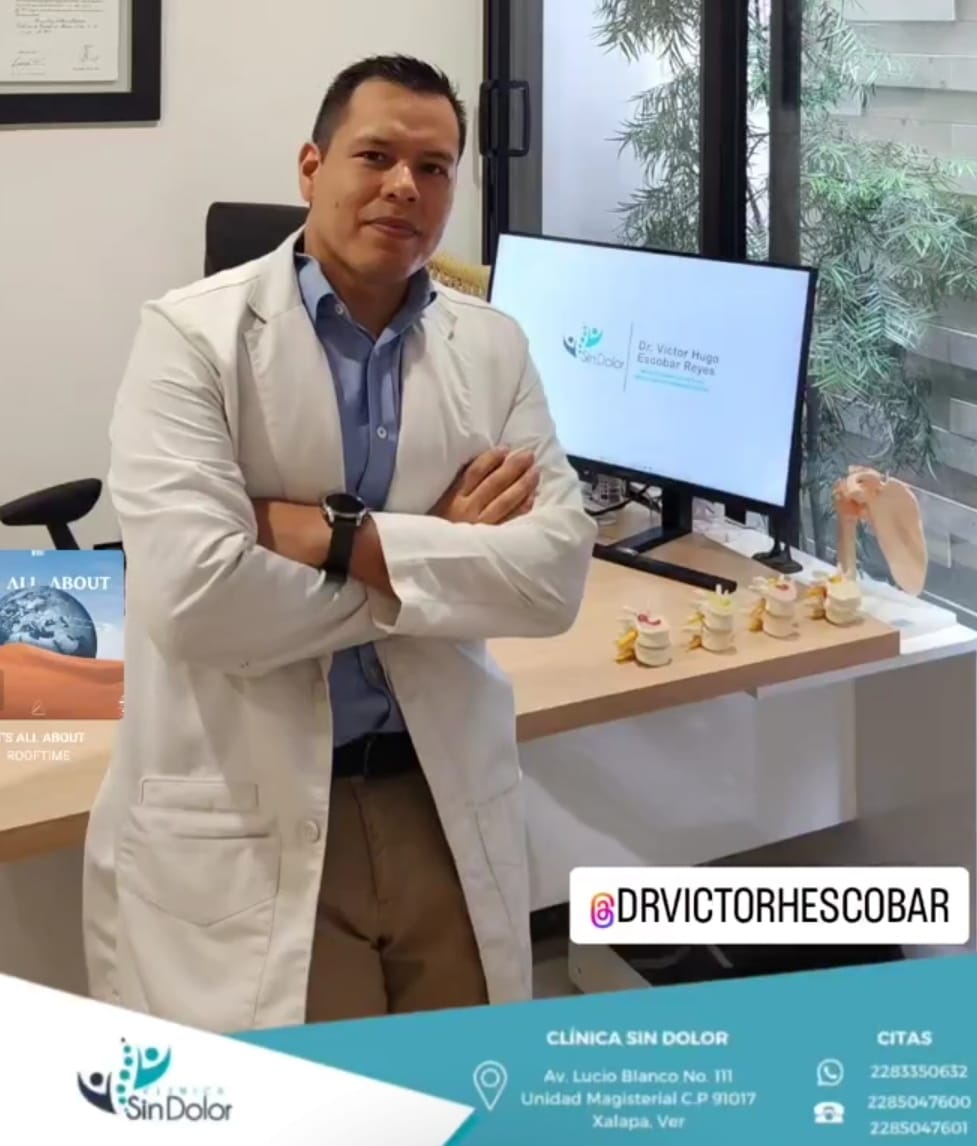 Dr. Victor Hugo
Escobar Reyes
Sin Dolor
ALL ABOUT
'S ALL ABOUT
ROOFTIME
DRVICTORHESCOBAR
CLÍNICA
Sin Dolor
CLÍNICA SIN DOLOR
Av. Lucio Blanco No. 111
Unidad Magisterial C.P 91017
Xalapa, Ver
CITAS
2283350632
2285047600
2285047601